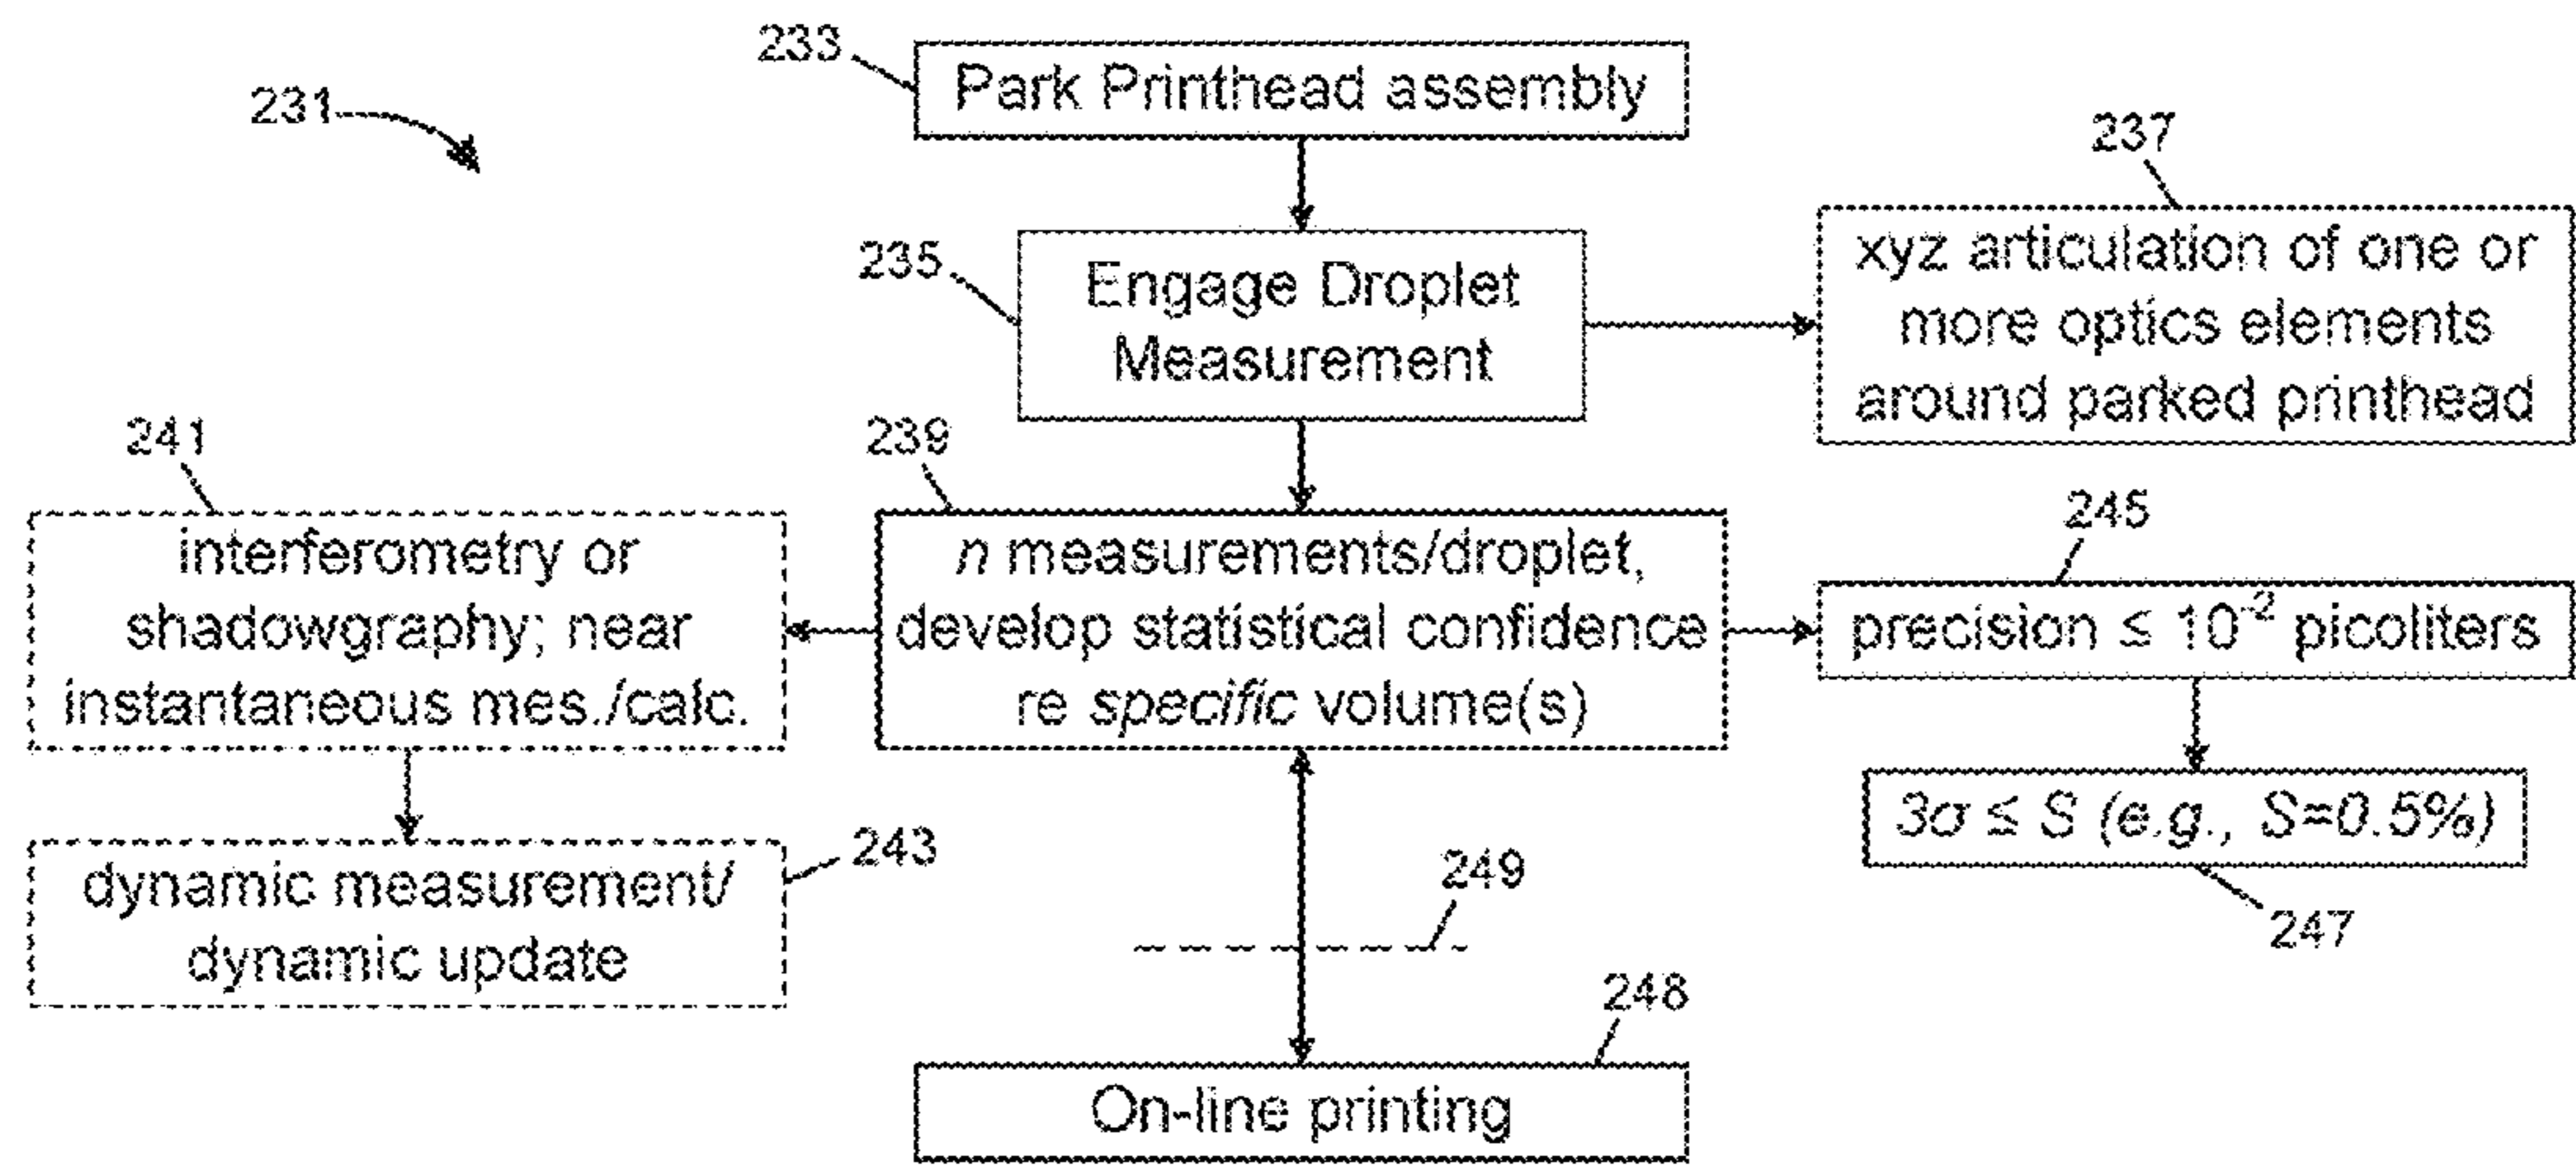 233
Park Printhead assembly
231
237
235
Engage Droplet
Measurement
xyz articulation of one or
more optics elements
around parked printhead
241
239
245
interferometry or
shadowgraphy; near
instantaneous mes./calc.
n measurements/droplet,
develop statistical confidence
re specific volume(s)
precision ≤ 10⁻² picoliters
3σ ≤ S (e.g., S=0.5%)
243
dynamic measurement/
dynamic update
249
247
248
On-line printing